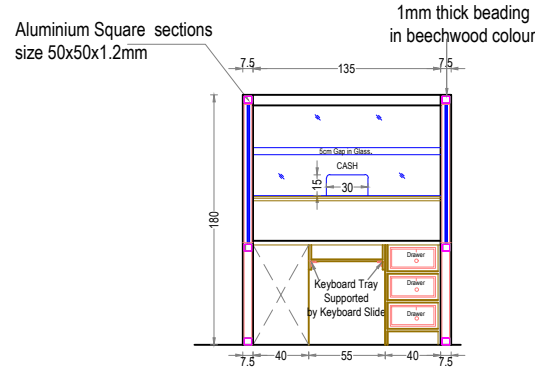 Aluminium Square sections
size 50x50x1.2mm
1mm thick beading
in beechwood colour
7.5
135
7.5
5cm Gap in Glass.
CASH
15
30
180
Drawer
Keyboard Tray
Supported
by Keyboard Slide
Drawer
Drawer
7.5
40
55
40
7.5